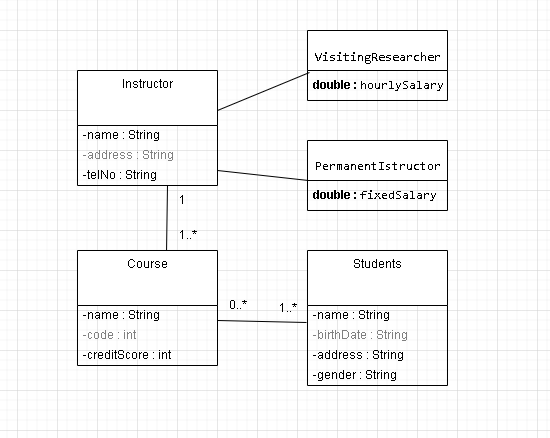 Instructor
-name : String
-address : String
-telNo : String
VisitingResearcher
double : hourlySalary
PermanentIstructor
double : fixedSalary
1
1..*
Course
-name : String
-code : int
-creditScore : int
0..*
1..*
Students
-name : String
-birthDate : String
-address : String
-gender : String